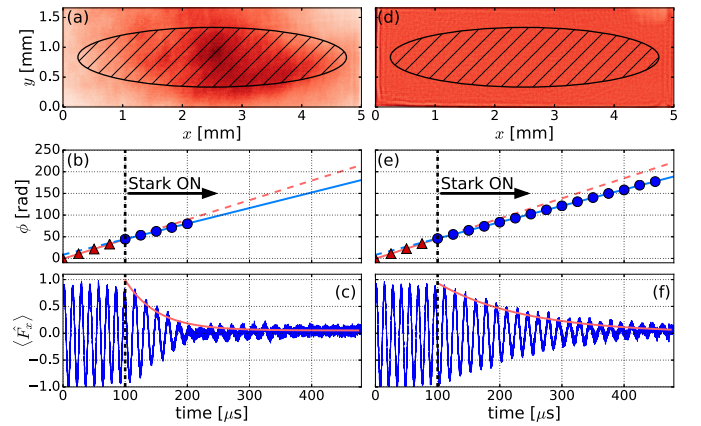 (a) (d)
1.5
1.0
0.5
0.0
y [mm]
0 1 2 3 4 5 0 1 2 3 4 5
x [mm] x [mm]
(b) (e)
250
200
150
100
50
0
ϕ [rad]
Stark ON Stark ON
(c) (f)
1.0
0.5
0.0
−0.5
−1.0
⟨F̂ₓ⟩
0 100 200 300 400 0 100 200 300 400
time [μs] time [μs]